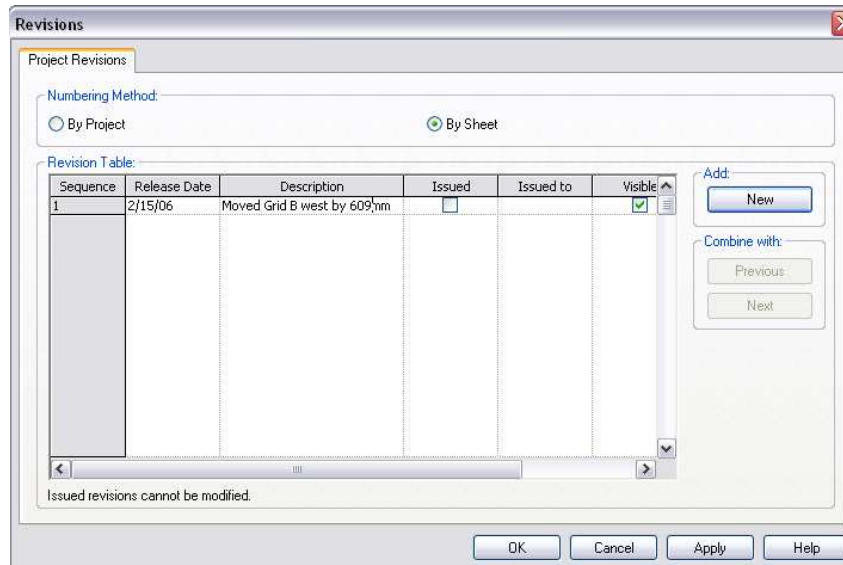 Revisions
Project Revisions
Numbering Method:
By Project
By Sheet
Revision Table:
Sequence Release Date Description Issued Issued to Visible
1 2/15/06 Moved Grid B west by 609mm
Add:
New
Combine with:
Previous
Next
Issued revisions cannot be modified.
OK Cancel Apply Help